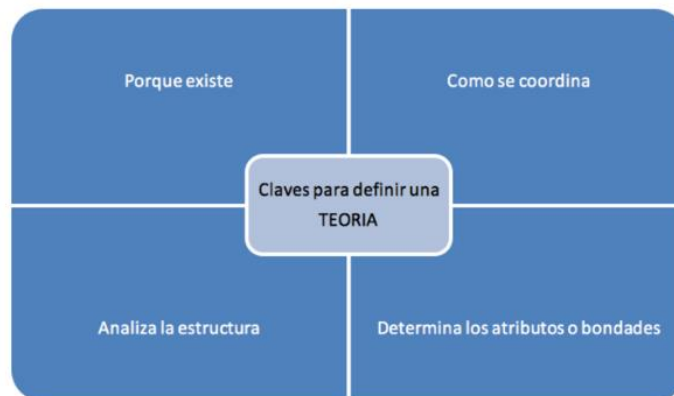 Porque existe
Como se coordina
Claves para definir una
TEORIA
Analiza la estructura
Determina los atributos o bondades